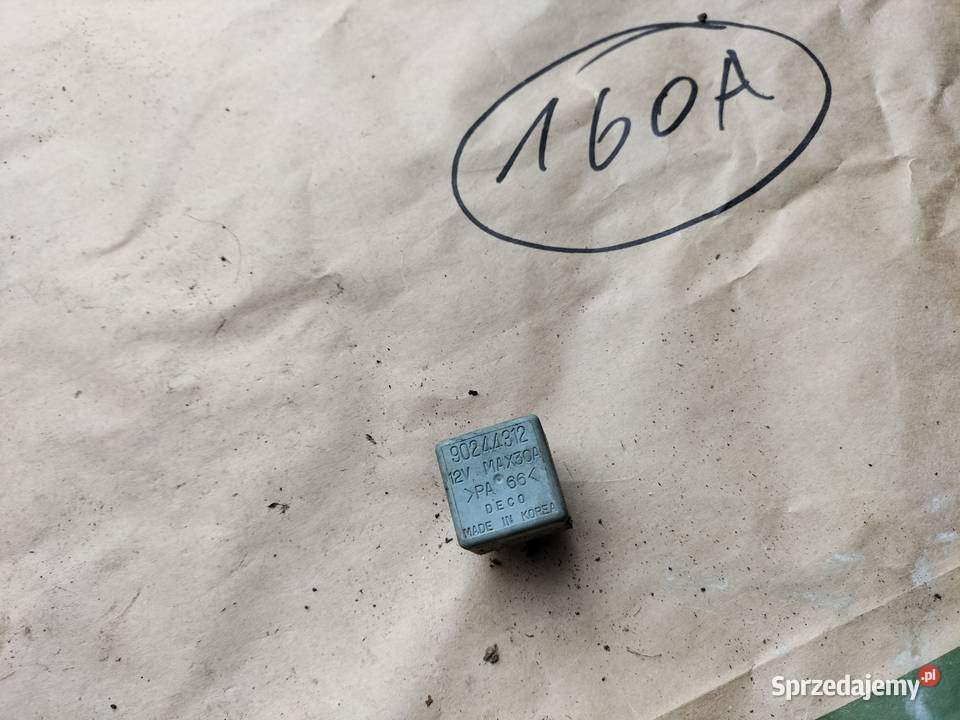 160A
90244312
12V MAX30A
>PA 66<
DECO
MADE IN KOREA
Sprzedajemy.pl